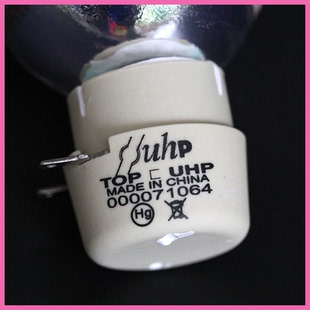 uhp
TOP UHP
MADE IN CHINA
000071064
Hg